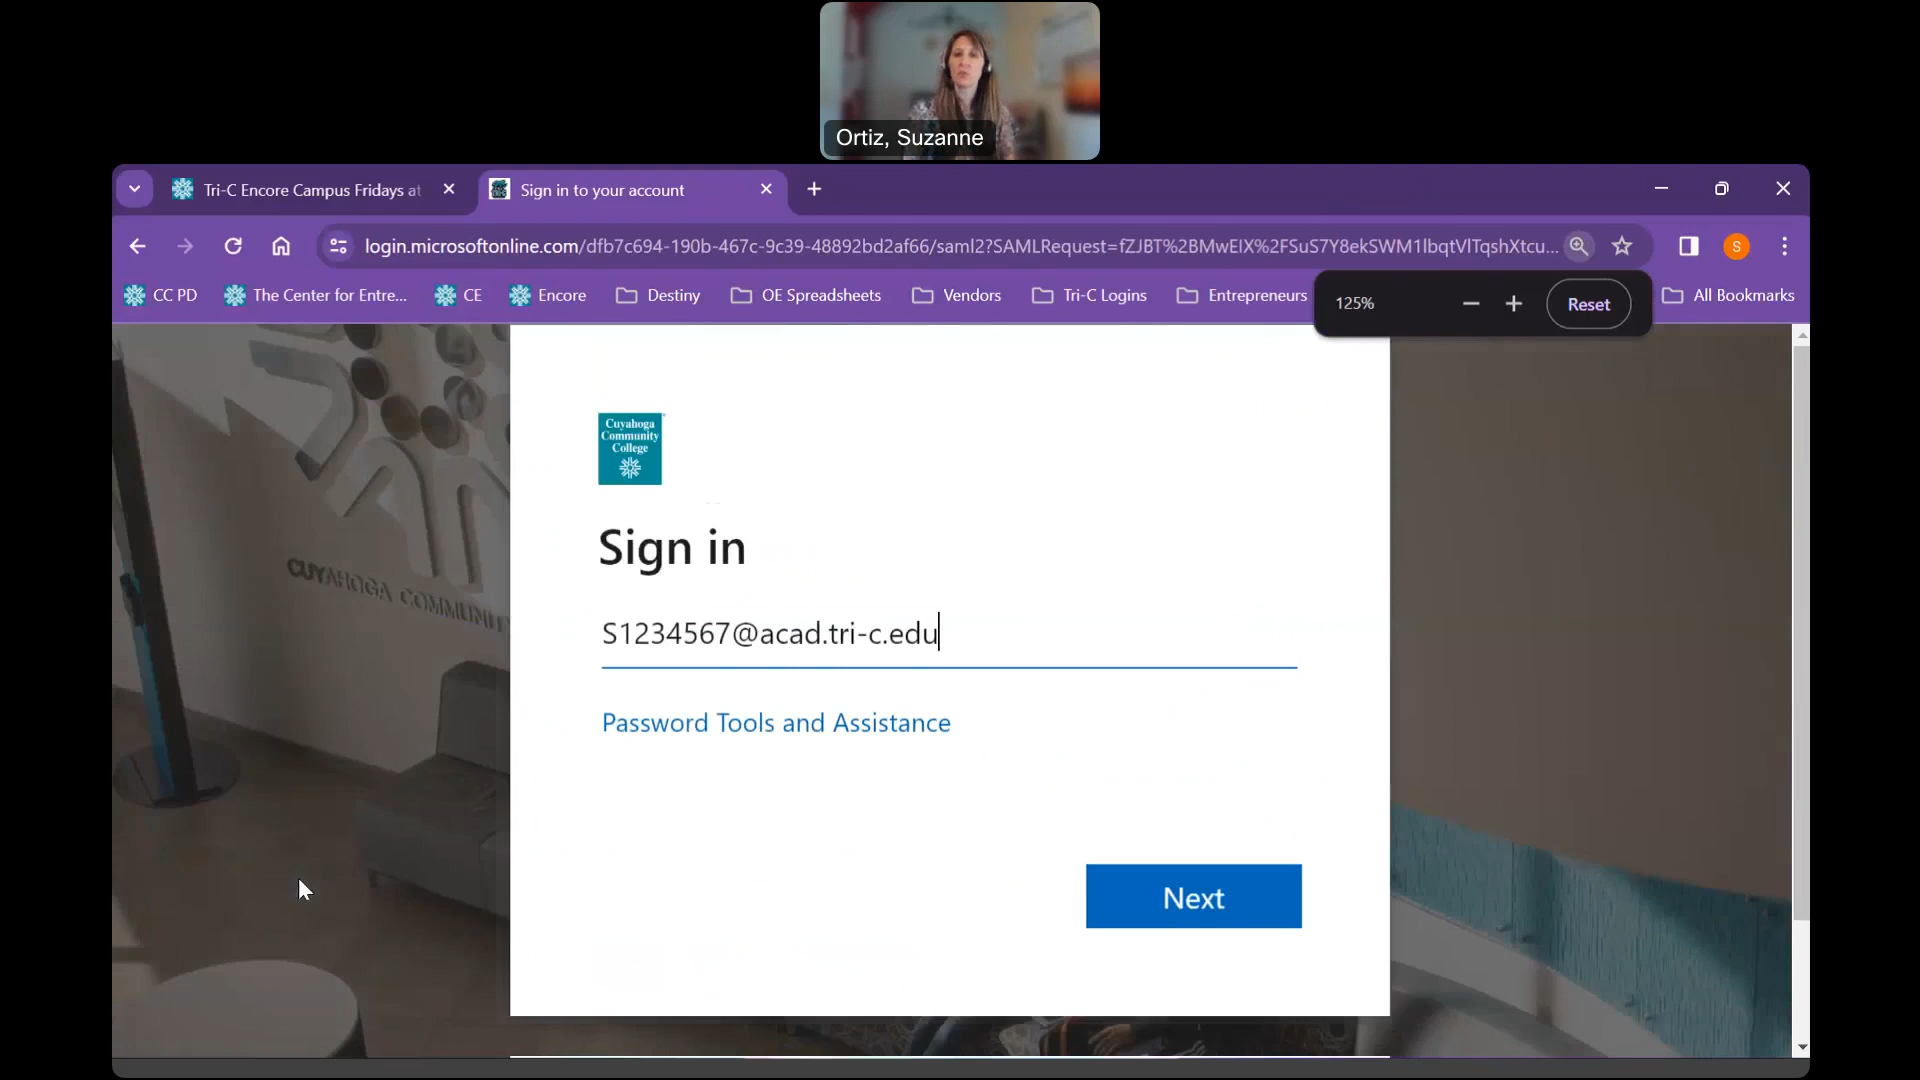 Ortiz, Suzanne
Tri-C Encore Campus Fridays at
Sign in to your account
login.microsoftonline.com/dfb7c694-190b-467c-9c39-48892bd2af66/saml2?SAMLRequest=fZJBT%2BMwEIX%2FSuS7Y8ekSWM1lbqtVlTqshXtcu...
S
CC PD
The Center for Entre...
CE
Encore
Destiny
OE Spreadsheets
Vendors
Tri-C Logins
Entrepreneurs
All Bookmarks
125%
Reset
Cuyahoga
Community
College
CUYAHOGA COMMUNI
Sign in
S1234567@acad.tri-c.edu
Password Tools and Assistance
Next